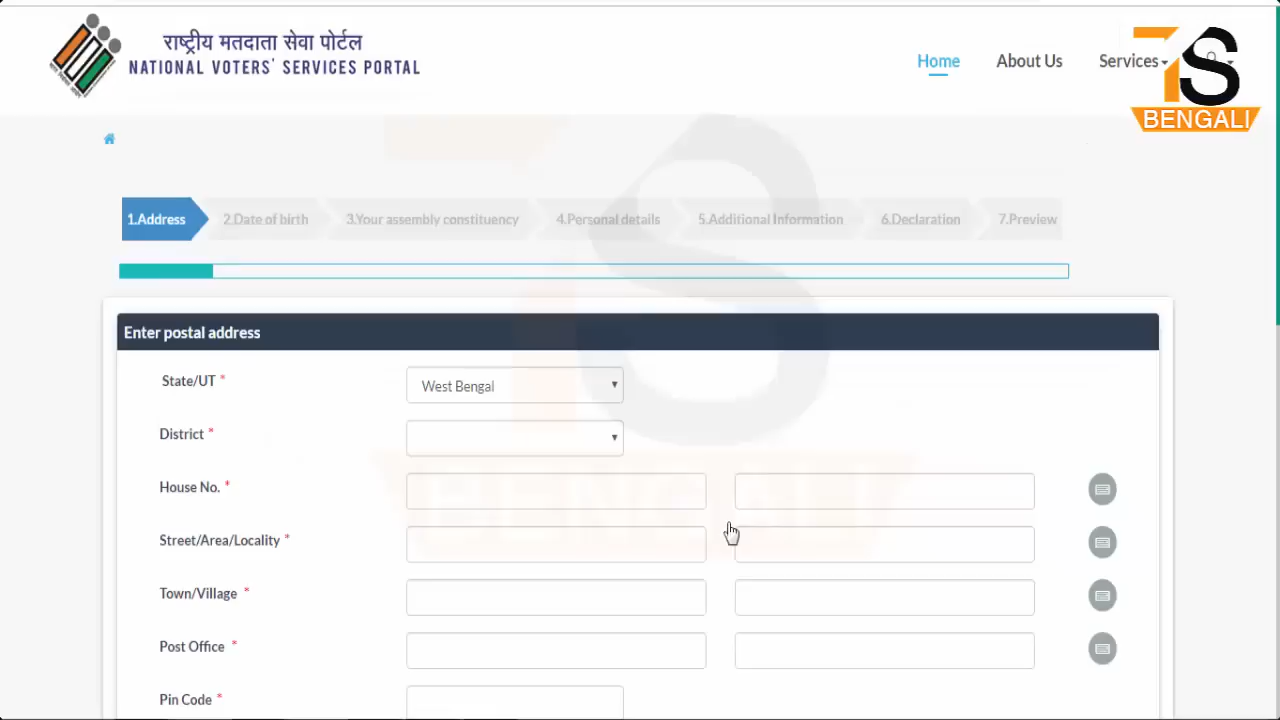 राष्ट्रीय मतदाता सेवा पोर्टल
NATIONAL VOTERS' SERVICES PORTAL
Home
About Us
Services
TS
BENGALI
1.Address
2.Date of birth
3.Your assembly constituency
4.Personal details
5.Additional Information
6.Declaration
7.Preview
Enter postal address
State/UT *
West Bengal
District *
House No. *
Street/Area/Locality *
Town/Village *
Post Office *
Pin Code *